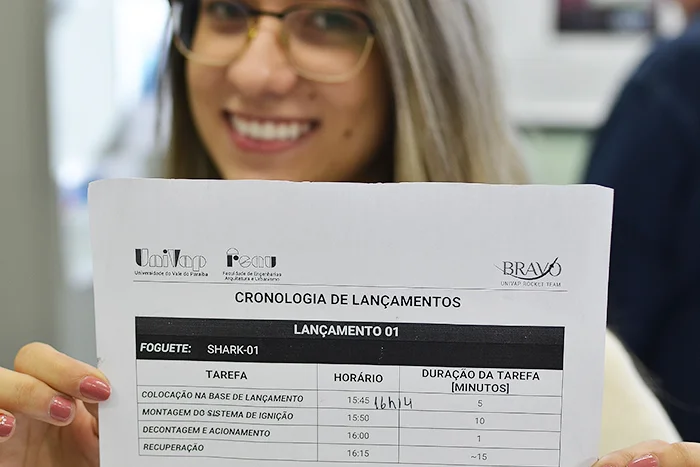 UniVap
Universidade do Vale do Paraíba
Feau
Faculdade de Engenharias
Arquitetura e Urbanismo
BRAVO
UNIVAP ROCKET TEAM
CRONOLOGIA DE LANÇAMENTOS
LANÇAMENTO 01
FOGUETE: SHARK-01
TAREFA HORÁRIO DURAÇÃO DA TAREFA
[MINUTOS]
COLOCAÇÃO NA BASE DE LANÇAMENTO 15:45 16h14 5
MONTAGEM DO SISTEMA DE IGNIÇÃO 15:50 10
DECONTAGEM E ACIONAMENTO 16:00 1
RECUPERAÇÃO 16:15 ~15